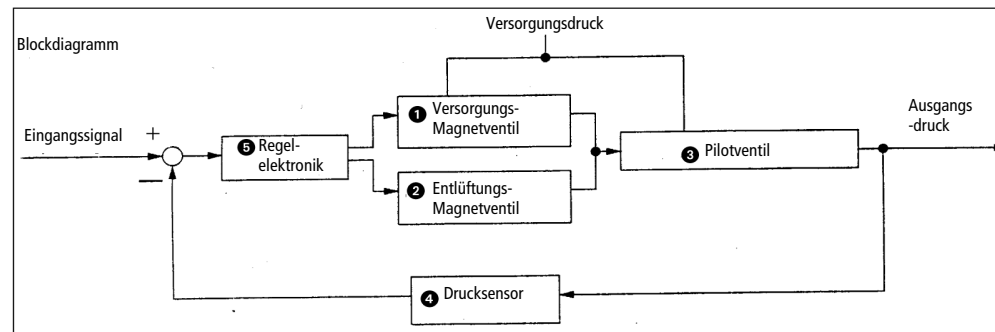 Versorgungsdruck
Blockdiagramm
Eingangssignal
+
—
❺ Regel-
elektronik
❶ Versorgungs-
Magnetventil
❷ Entlüftungs-
Magnetventil
❸ Pilotventil
Ausgangs
-druck
❹ Drucksensor